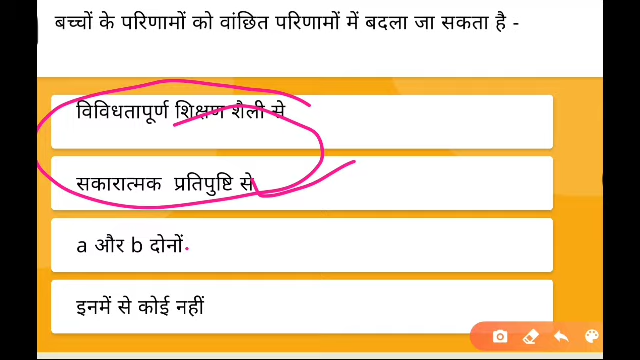 बच्चों के परिणामों को वांछित परिणामों में बदला जा सकता है -
विविधतापूर्ण शिक्षण शैली से
सकारात्मक प्रतिपुष्टि से
a और b दोनों
इनमें से कोई नहीं